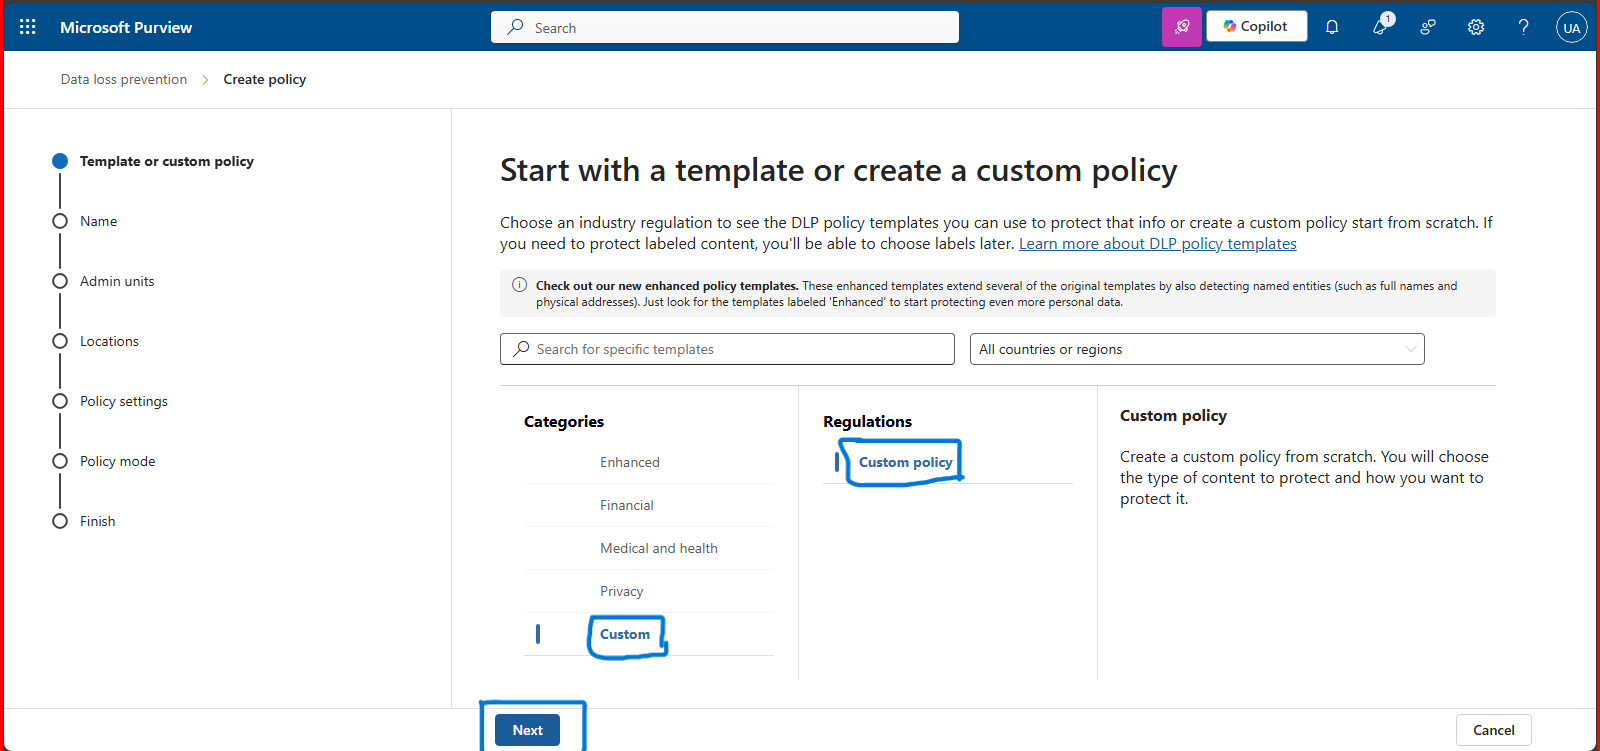 Microsoft Purview
Search
Copilot
1
?
UA
Data loss prevention > Create policy
Template or custom policy
Name
Admin units
Locations
Policy settings
Policy mode
Finish
Start with a template or create a custom policy
Choose an industry regulation to see the DLP policy templates you can use to protect that info or create a custom policy start from scratch. If
you need to protect labeled content, you'll be able to choose labels later. Learn more about DLP policy templates
Check out our new enhanced policy templates. These enhanced templates extend several of the original templates by also detecting named entities (such as full names and
physical addresses). Just look for the templates labeled 'Enhanced' to start protecting even more personal data.
Search for specific templates
All countries or regions
Categories
Enhanced
Financial
Medical and health
Privacy
Custom
Regulations
Custom policy
Custom policy
Create a custom policy from scratch. You will choose
the type of content to protect and how you want to
protect it.
Next
Cancel